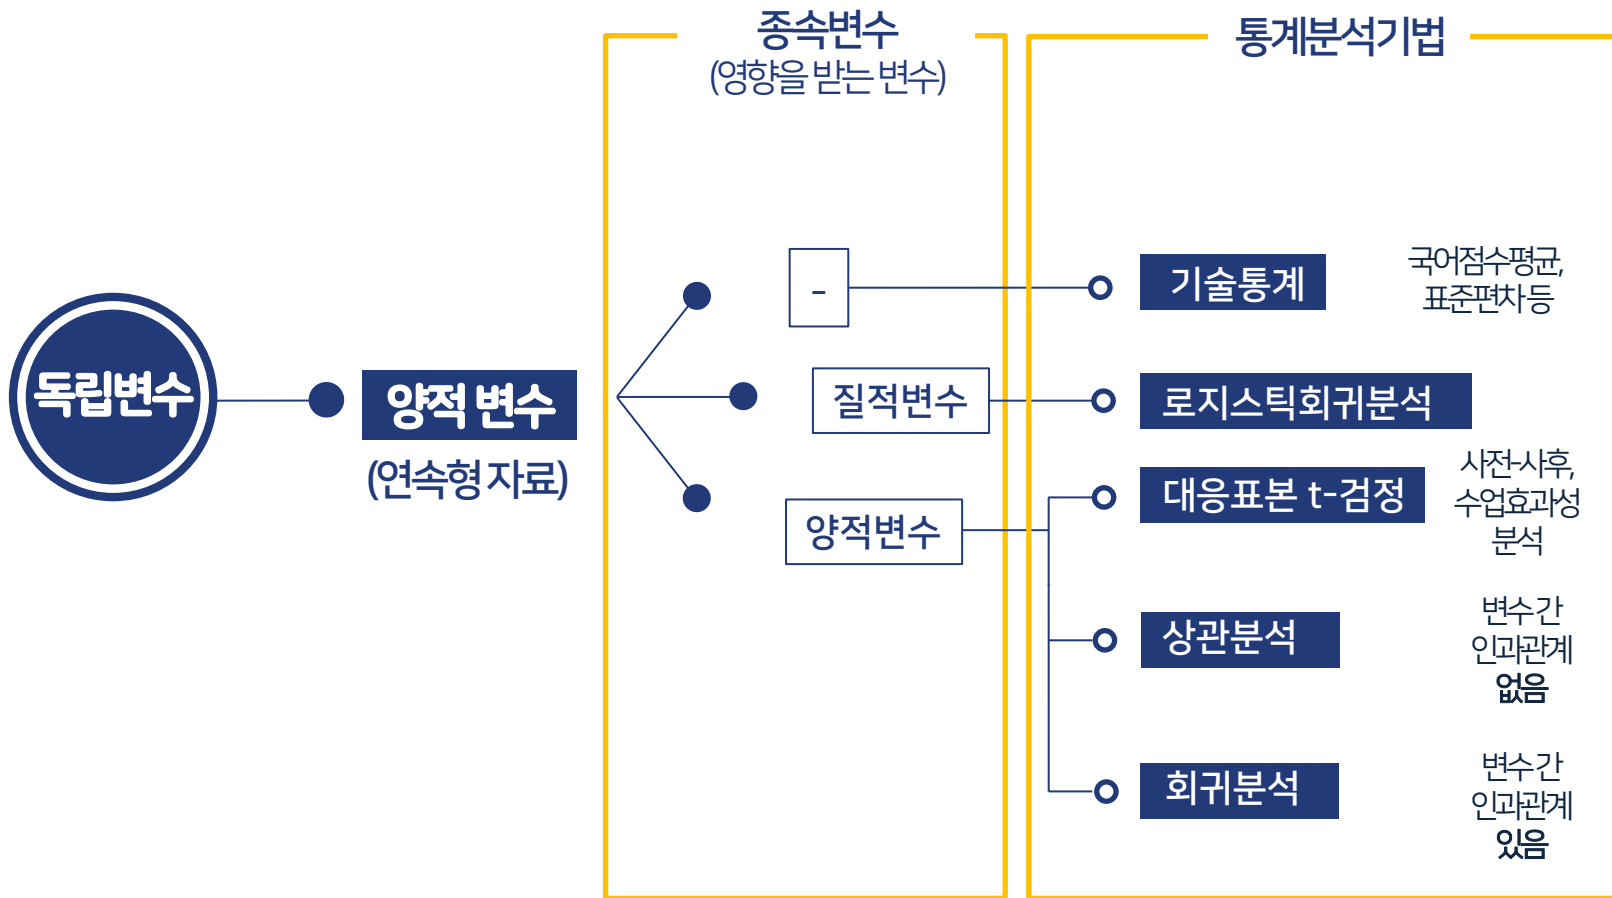 종속변수
(영향을 받는 변수)
통계분석기법
독립변수
양적 변수
(연속형 자료)
-
기술통계
국어점수평균,
표준편차 등
질적변수
로지스틱회귀분석
양적변수
대응표본 t-검정
사전-사후,
수업효과성
분석
상관분석
변수 간
인과관계
없음
회귀분석
변수 간
인과관계
있음